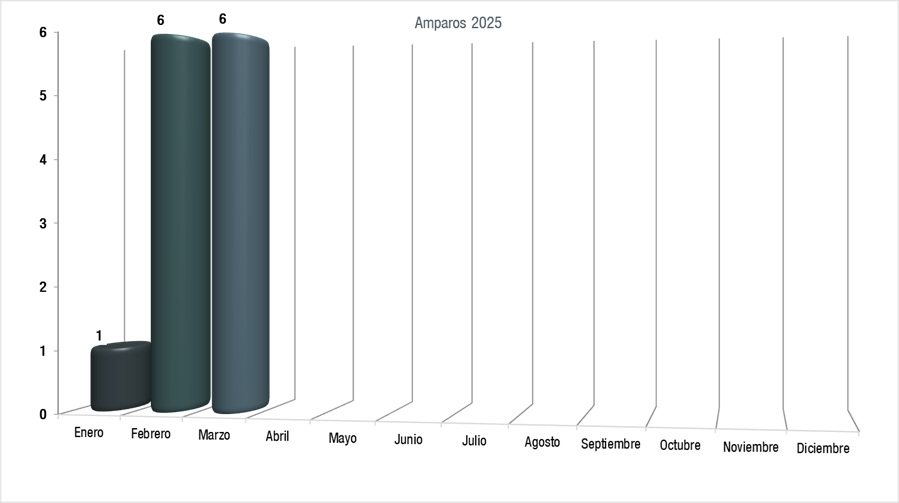 Amparos 2025
6
5
4
3
2
1
0
1
6
6
Enero
Febrero
Marzo
Abril
Mayo
Junio
Julio
Agosto
Septiembre
Octubre
Noviembre
Diciembre